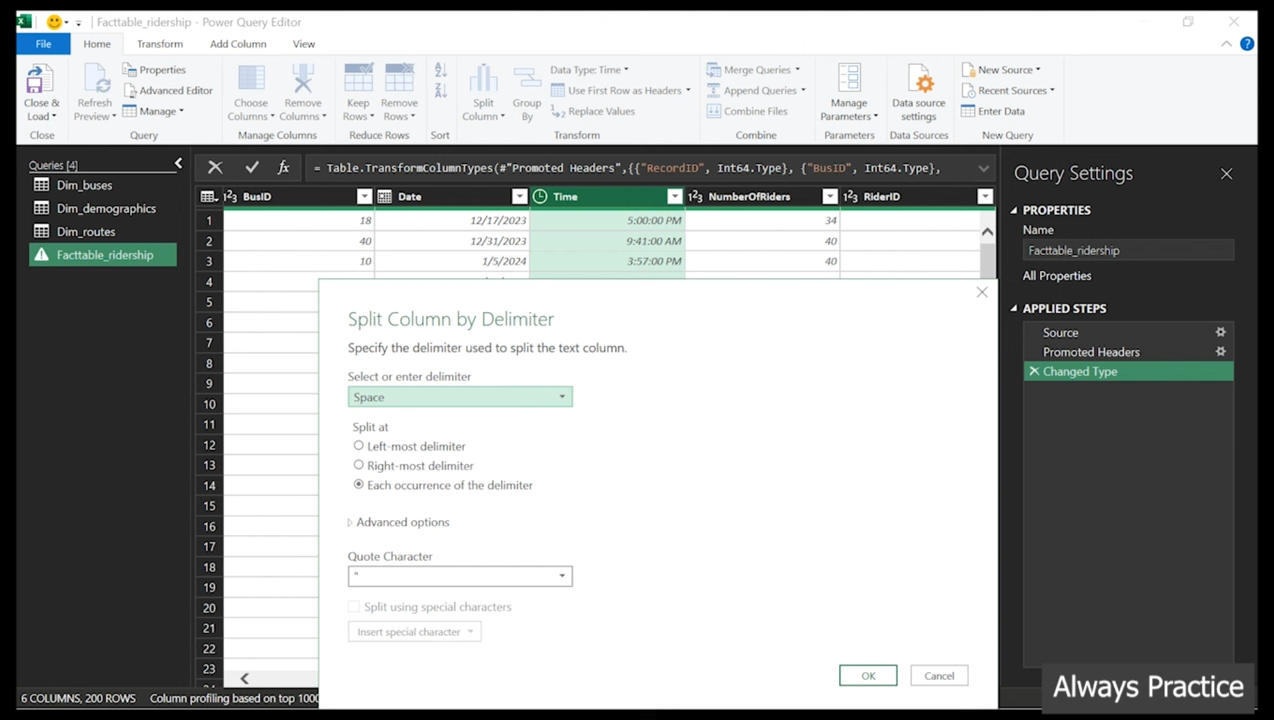 Facttable_ridership - Power Query Editor
File Home Transform Add Column View
Close & Load
Close
Refresh Preview
Properties
Advanced Editor
Manage
Query
Choose Columns
Remove Columns
Manage Columns
Keep Rows
Remove Rows
Reduce Rows
Sort
Split Column
Group By
Data Type: Time
Use First Row as Headers
Replace Values
Transform
Merge Queries
Append Queries
Combine Files
Combine
Manage Parameters
Parameters
Data source settings
Data Sources
New Source
Recent Sources
Enter Data
New Query
Queries [4]
Dim_buses
Dim_demographics
Dim_routes
Facttable_ridership
= Table.TransformColumnTypes(#"Promoted Headers",{{"RecordID", Int64.Type}, {"BusID", Int64.Type},
BusID Date Time NumberOfRiders RiderID
1 18 12/17/2023 5:00:00 PM 34
2 40 12/31/2023 9:41:00 AM 40
3 10 1/5/2024 3:57:00 PM 40
4
5
6
7
8
9
10
11
12
13
14
15
16
17
18
19
20
21
22
23
Split Column by Delimiter
Specify the delimiter used to split the text column.
Select or enter delimiter
Space
Split at
Left-most delimiter
Right-most delimiter
Each occurrence of the delimiter
Advanced options
Quote Character
"
Split using special characters
Insert special character
OK Cancel
Query Settings
PROPERTIES
Name
Facttable_ridership
All Properties
APPLIED STEPS
Source
Promoted Headers
Changed Type
6 COLUMNS, 200 ROWS Column profiling based on top 1000
Always Practice